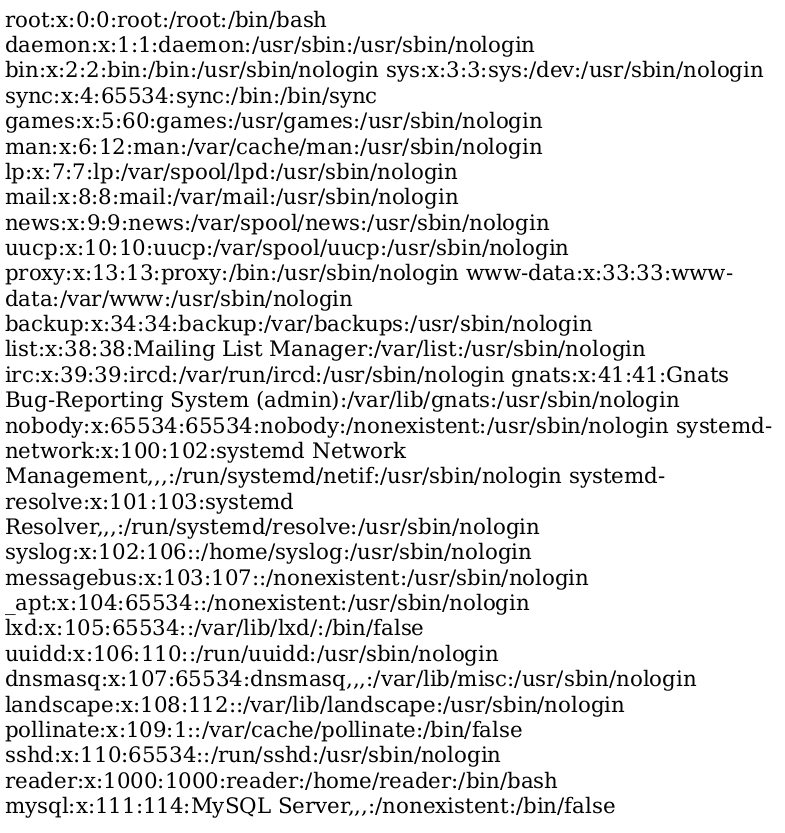 root:x:0:0:root:/root:/bin/bash
daemon:x:1:1:daemon:/usr/sbin:/usr/sbin/nologin
bin:x:2:2:bin:/bin:/usr/sbin/nologin sys:x:3:3:sys:/dev:/usr/sbin/nologin
sync:x:4:65534:sync:/bin:/bin/sync
games:x:5:60:games:/usr/games:/usr/sbin/nologin
man:x:6:12:man:/var/cache/man:/usr/sbin/nologin
lp:x:7:7:lp:/var/spool/lpd:/usr/sbin/nologin
mail:x:8:8:mail:/var/mail:/usr/sbin/nologin
news:x:9:9:news:/var/spool/news:/usr/sbin/nologin
uucp:x:10:10:uucp:/var/spool/uucp:/usr/sbin/nologin
proxy:x:13:13:proxy:/bin:/usr/sbin/nologin www-data:x:33:33:www-
data:/var/www:/usr/sbin/nologin
backup:x:34:34:backup:/var/backups:/usr/sbin/nologin
list:x:38:38:Mailing List Manager:/var/list:/usr/sbin/nologin
irc:x:39:39:ircd:/var/run/ircd:/usr/sbin/nologin gnats:x:41:41:Gnats
Bug-Reporting System (admin):/var/lib/gnats:/usr/sbin/nologin
nobody:x:65534:65534:nobody:/nonexistent:/usr/sbin/nologin systemd-
network:x:100:102:systemd Network
Management,,,:/run/systemd/netif:/usr/sbin/nologin systemd-
resolve:x:101:103:systemd
Resolver,,,:/run/systemd/resolve:/usr/sbin/nologin
syslog:x:102:106::/home/syslog:/usr/sbin/nologin
messagebus:x:103:107::/nonexistent:/usr/sbin/nologin
_apt:x:104:65534::/nonexistent:/usr/sbin/nologin
lxd:x:105:65534::/var/lib/lxd/:/bin/false
uuidd:x:106:110::/run/uuidd:/usr/sbin/nologin
dnsmasq:x:107:65534:dnsmasq,,,:/var/lib/misc:/usr/sbin/nologin
landscape:x:108:112::/var/lib/landscape:/usr/sbin/nologin
pollinate:x:109:1::/var/cache/pollinate:/bin/false
sshd:x:110:65534::/run/sshd:/usr/sbin/nologin
reader:x:1000:1000:reader:/home/reader:/bin/bash
mysql:x:111:114:MySQL Server,,,:/nonexistent:/bin/false